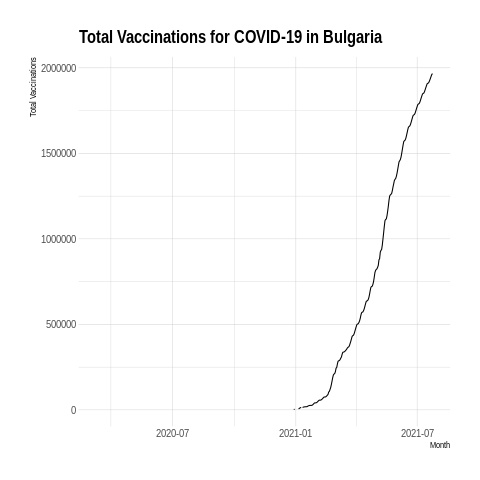 Total Vaccinations for COVID-19 in Bulgaria
Total Vaccinations
2000000
1500000
1000000
500000
0
2020-07 2021-01 2021-07
Month